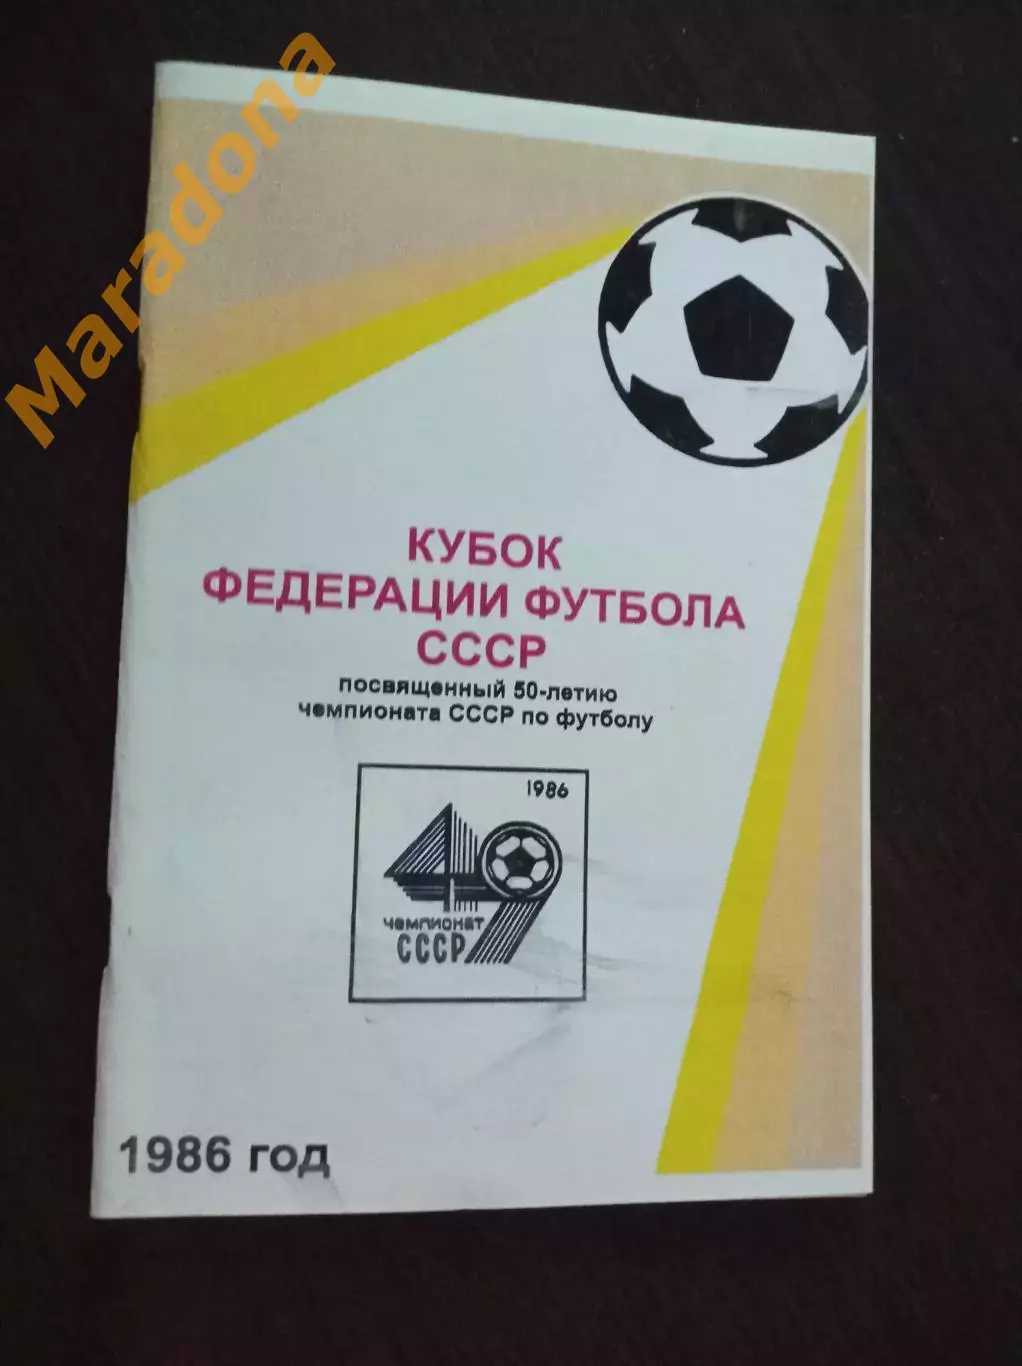 Maradona
КУБОК
ФЕДЕРАЦИИ ФУТБОЛА
СССР
посвященный 50-летию
чемпионата СССР по футболу
1986
49
чемпионат
СССР
1986 год